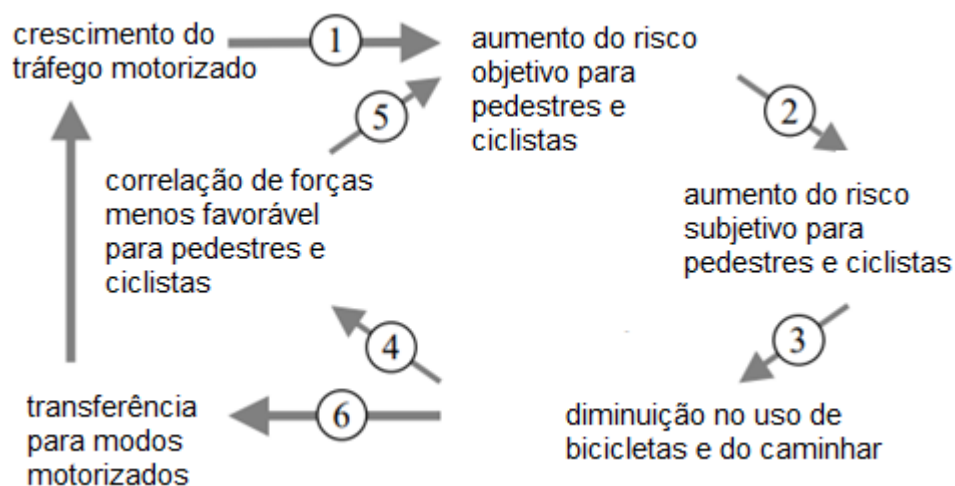 crescimento do
tráfego motorizado
1
aumento do risco
objetivo para
pedestres e
ciclistas
2
5
correlação de forças
menos favorável
para pedestres e
ciclistas
aumento do risco
subjetivo para
pedestres e ciclistas
3
4
6
transferência
para modos
motorizados
diminuição no uso de
bicicletas e do caminhar